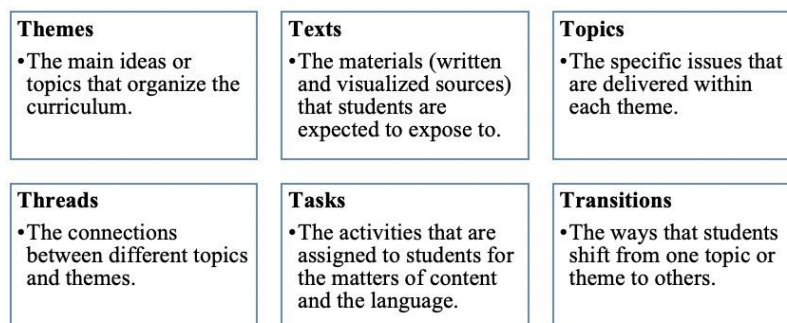 Themes
•The main ideas or
topics that organize the
curriculum.
Texts
•The materials (written
and visualized sources)
that students are
expected to expose to.
Topics
•The specific issues that
are delivered within
each theme.
Threads
•The connections
between different topics
and themes.
Tasks
•The activities that are
assigned to students for
the matters of content
and the language.
Transitions
•The ways that students
shift from one topic or
theme to others.